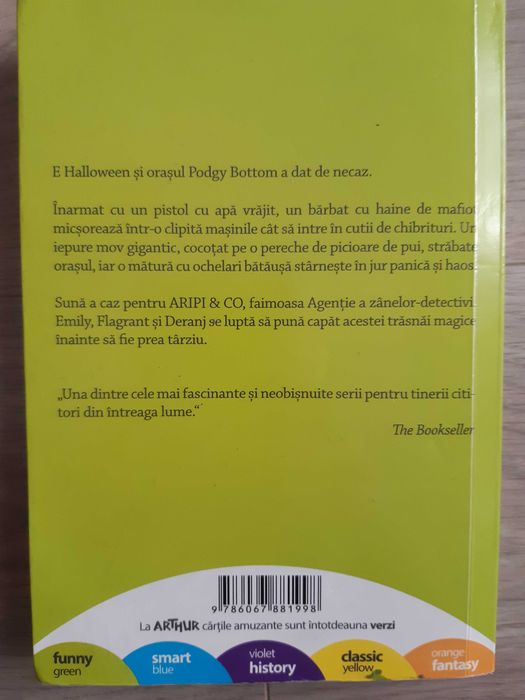 E Halloween și orașul Podgy Bottom a dat de necaz.
Înarmat cu un pistol cu apă vrăjit, un bărbat cu haine de mafiot
micșorează într-o clipită mașinile cât să intre în cutii de chibrituri. Un
iepure mov gigantic, cocoțat pe o pereche de picioare de pui, străbate
orașul, iar o mătură cu ochelari bătăușă stârnește în jur panică și haos.
Sună a caz pentru ARIPI & CO, faimoasa Agenție a zânelor-detectivi.
Emily, Flagrant și Deranj se luptă să pună capăt acestei trăsnăi magice
înainte să fie prea târziu.
„Una dintre cele mai fascinante și neobișnuite serii pentru tinerii citi-
tori din întreaga lume.“
The Bookseller
9 786067 881998
La ARTHUR cărțile amuzante sunt întotdeauna verzi
funny
green
smart
blue
violet
history
classic
yellow
orange
fantasy